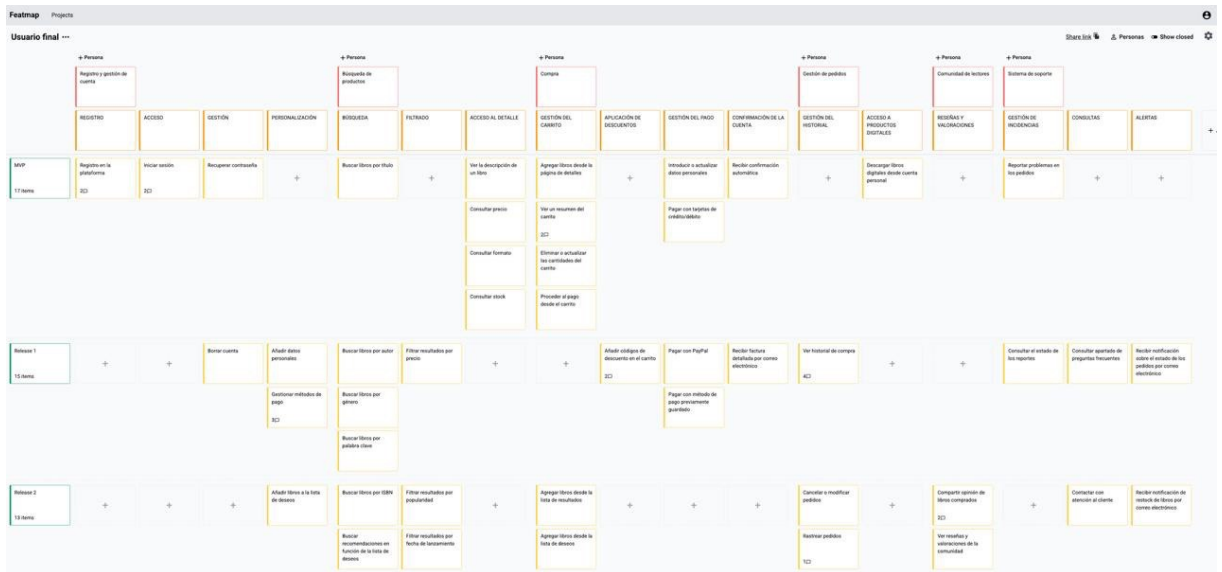 Featmap Projects
Usuario final
Share link Personas Show closed
+ Persona + Persona + Persona + Persona + Persona + Persona
Registro y gestión de
cuenta
Búsqueda de
productos
Compra
Gestión de pedidos
Comunidad de lectores
Sistema de soporte
REGISTRO
ACCESO
GESTIÓN
PERSONALIZACIÓN
BÚSQUEDA
FILTRADO
ACCESO AL DETALLE
GESTIÓN DEL
CARRITO
APLICACIÓN DE
DESCUENTOS
GESTIÓN DEL PAGO
CONFIRMACIÓN DE LA
CUENTA
GESTIÓN DEL
HISTORIAL
ACCESO A
PRODUCTOS
DIGITALES
RESEÑAS Y
VALORACIONES
GESTIÓN DE
INCIDENCIAS
CONSULTAS
ALERTAS
MVP
17 items
Registro en la
plataforma
Iniciar sesión
Recuperar contraseña
Buscar libros por título
Ver la descripción de
un libro
Agregar libros desde la
página de detalles
Introducir o actualizar
datos personales
Recibir confirmación
automática
Descargar libros
digitales desde cuenta
personal
Reportar problemas en
los pedidos
Consultar precio
Ver un resumen del
carrito
Pagar con tarjetas de
crédito/débito
Consultar formato
Eliminar o actualizar
las cantidades del
carrito
Consultar stock
Proceder al pago
desde el carrito
Release 1
15 items
Borrar cuenta
Añadir datos
personales
Buscar libros por autor
Filtrar resultados por
precio
Añadir códigos de
descuento en el carrito
Pagar con PayPal
Recibir factura
detallada por correo
electrónico
Ver historial de compra
Consultar el estado de
los reportes
Consultar apartado de
preguntas frecuentes
Recibir notificación
sobre el estado de los
pedidos por correo
electrónico
Gestionar métodos de
pago
Buscar libros por
género
Pagar con método de
pago previamente
guardado
Buscar libros por
palabra clave
Release 2
Añadir libros a la lista
de deseos
Buscar libros por ISBN
Filtrar resultados por
popularidad
Agregar libros desde la
lista de resultados
Cancelar o modificar
pedidos
Compartir opinión de
libros comprados
Contactar con
atención al cliente
Recibir notificación de
restock de libros por
correo electrónico
Buscar
recomendaciones en
función de la lista de
deseos
Filtrar resultados por
fecha de lanzamiento
Agregar libros desde la
lista de deseos
Rastrear pedidos
Ver reseñas y
valoraciones de la
comunidad